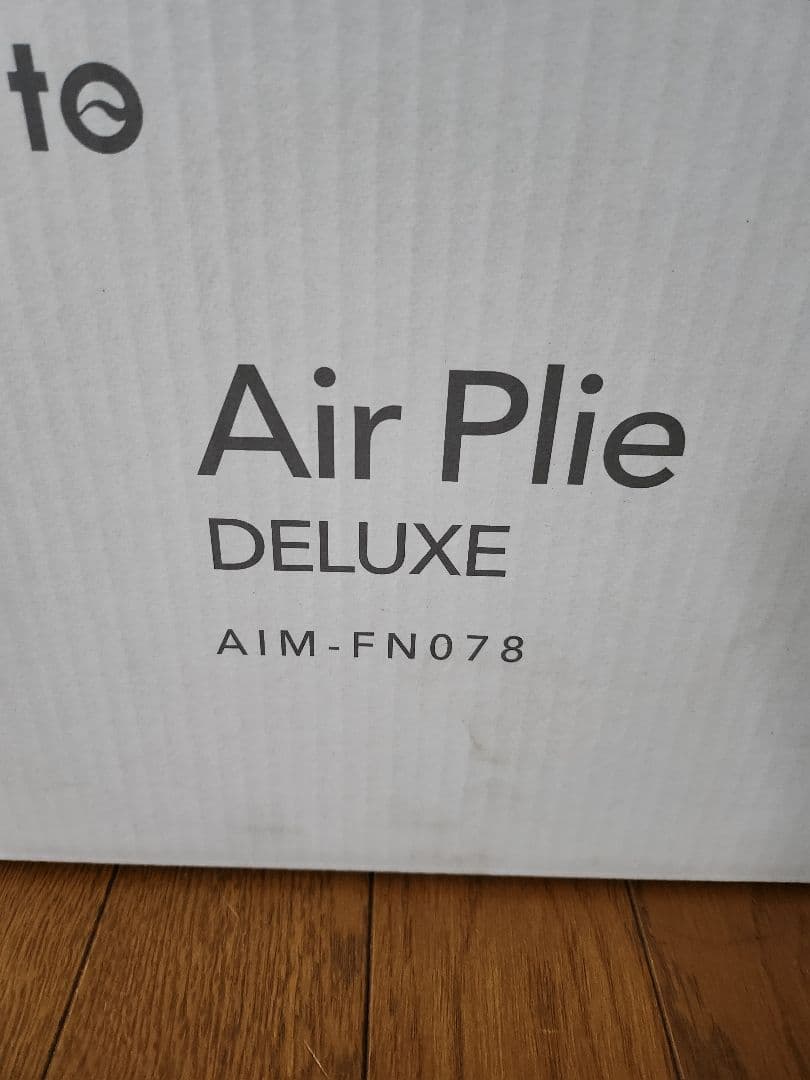 to
Air Plie
DELUXE
AIM-FN078